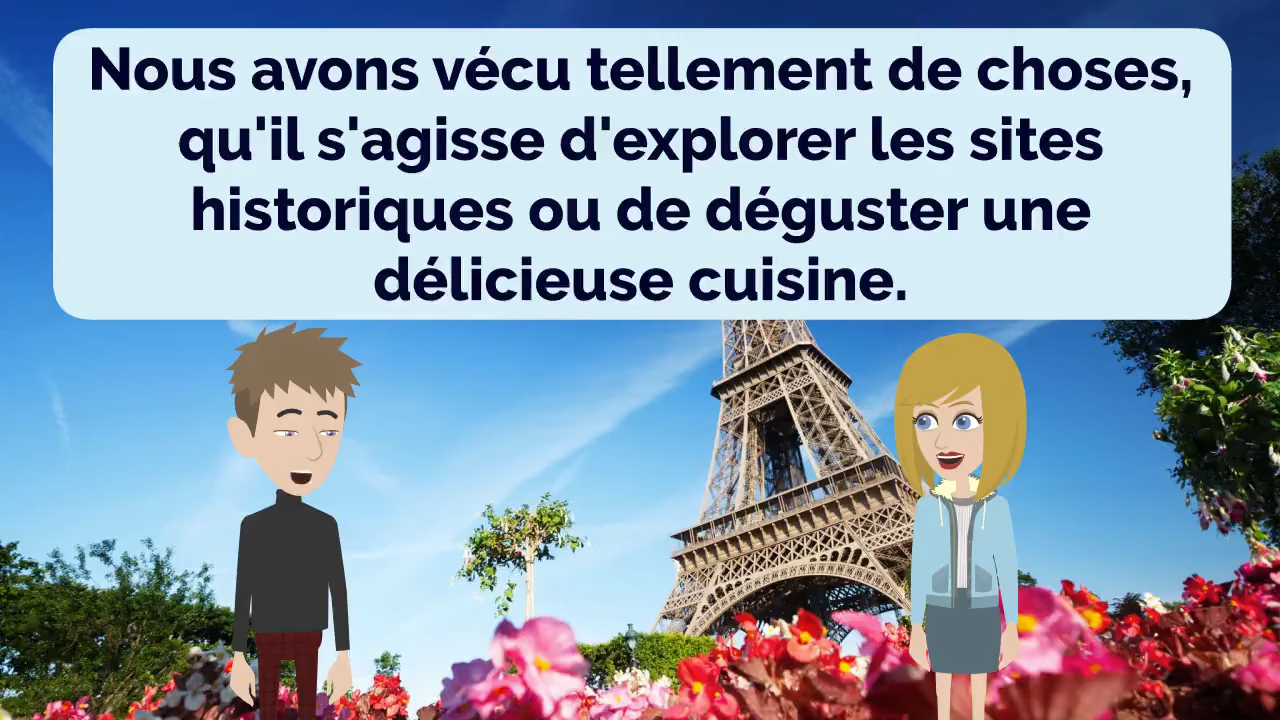 Nous avons vécu tellement de choses,
qu'il s'agisse d'explorer les sites
historiques ou de déguster une
délicieuse cuisine.